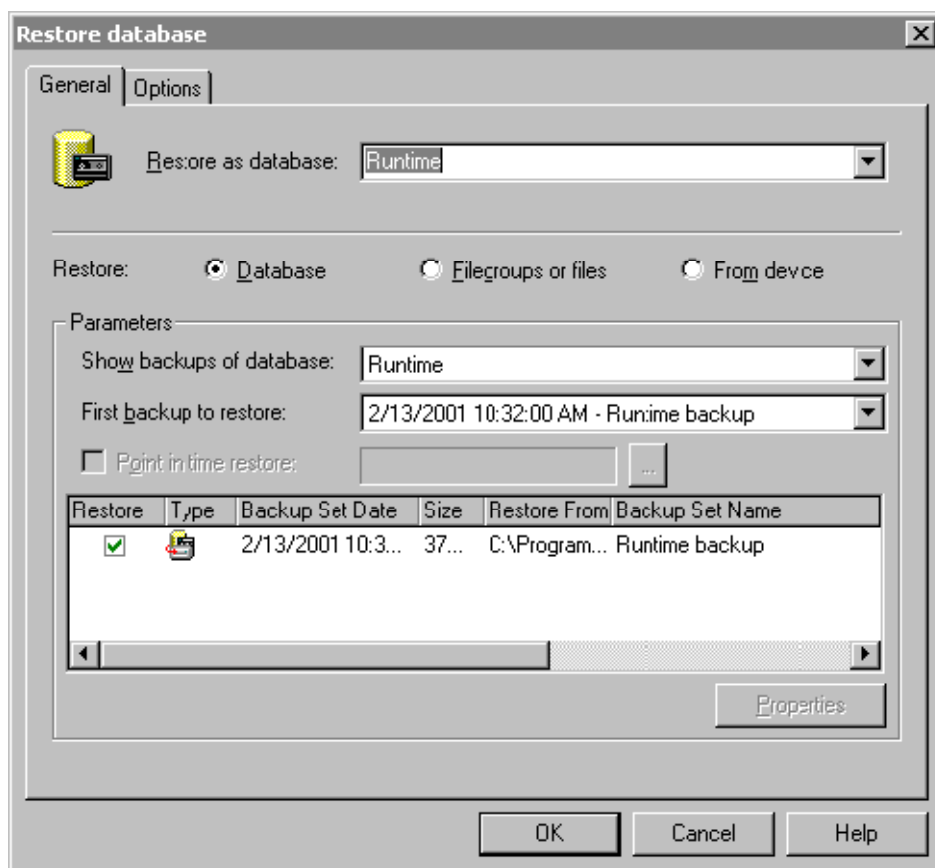 Restore database
General Options
Restore as database: Runtime
Restore: Database Filegroups or files From device
Parameters
Show backups of database: Runtime
First backup to restore: 2/13/2001 10:32:00 AM - Runtime backup
Point in time restore: ...
Restore Type Backup Set Date Size Restore From Backup Set Name
2/13/2001 10:3... 37... C:\Program... Runtime backup
Properties
OK Cancel Help